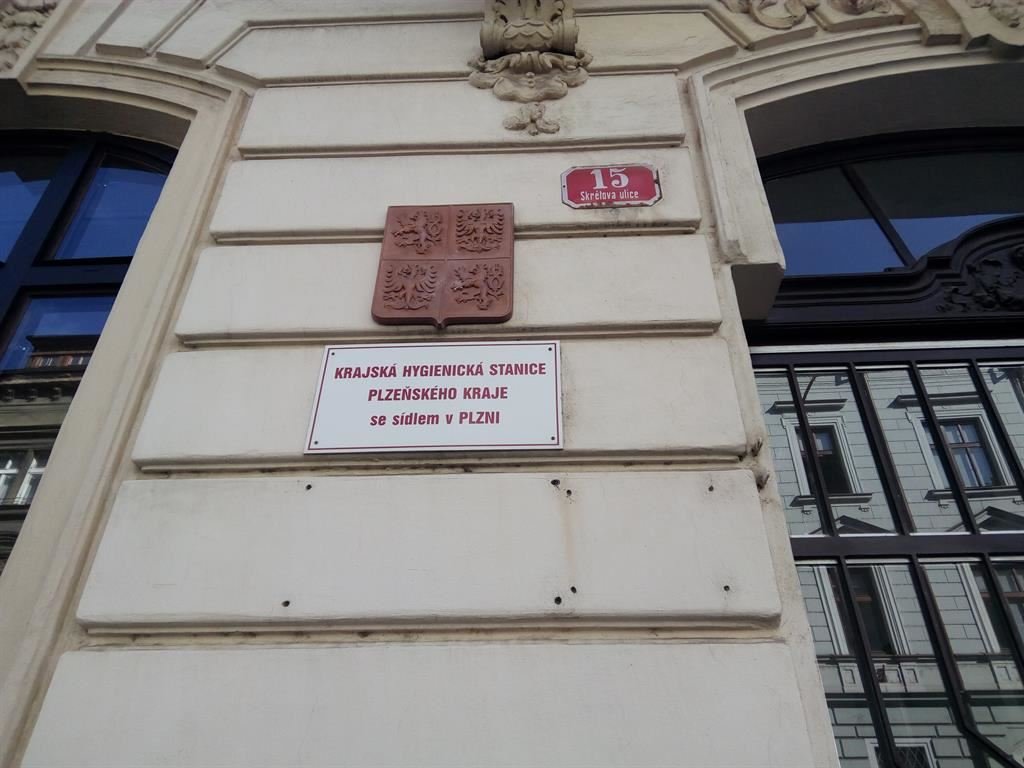 15
Skrétova ulice
KRAJSKÁ HYGIENICKÁ STANICE
PLZEŇSKÉHO KRAJE
se sídlem v PLZNI